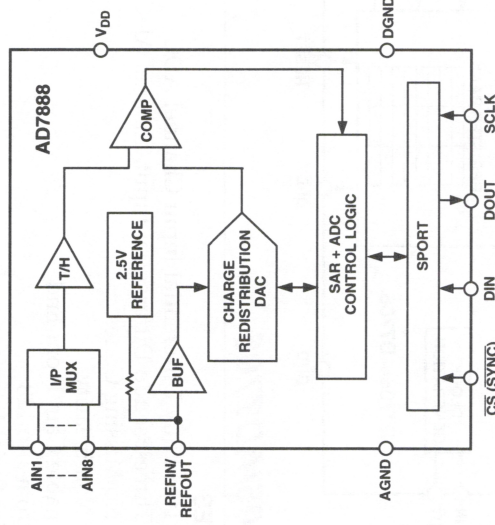 AD7888
V_DD
AIN1
AIN8
I/P
MUX
T/H
COMP
2.5V
REFERENCE
REFIN/
REFOUT
BUF
CHARGE
REDISTRIBUTION
DAC
SAR + ADC
CONTROL LOGIC
AGND
DGND
SPORT
CS (SYNC)
DIN
DOUT
SCLK